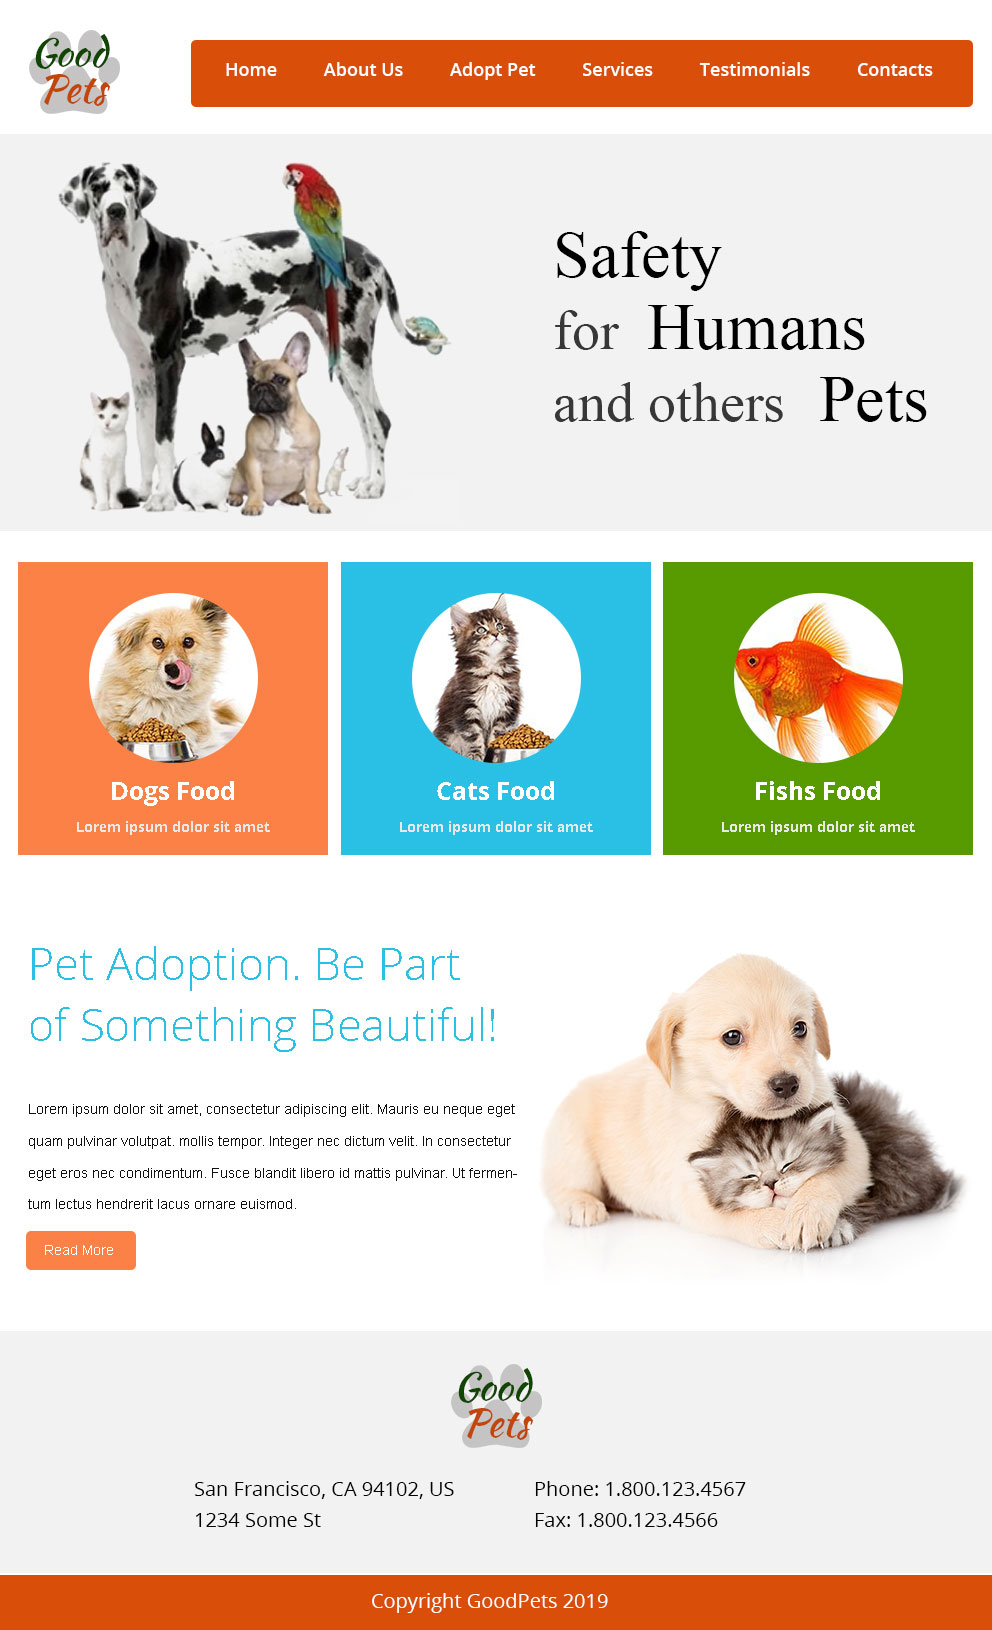 Good
Pets
Home About Us Adopt Pet Services Testimonials Contacts
Safety
for Humans
and others Pets
Dogs Food
Lorem ipsum dolor sit amet
Cats Food
Lorem ipsum dolor sit amet
Fishs Food
Lorem ipsum dolor sit amet
Pet Adoption. Be Part
of Something Beautiful!
Lorem ipsum dolor sit amet, consectetur adipiscing elit. Mauris eu neque eget
quam pulvinar volutpat. mollis tempor. Integer nec dictum velit. In consectetur
eget eros nec condimentum. Fusce blandit libero id mattis pulvinar. Ut fermen-
tum lectus hendrerit lacus ornare euismod.
Read More
Good
Pets
San Francisco, CA 94102, US
1234 Some St
Phone: 1.800.123.4567
Fax: 1.800.123.4566
Copyright GoodPets 2019